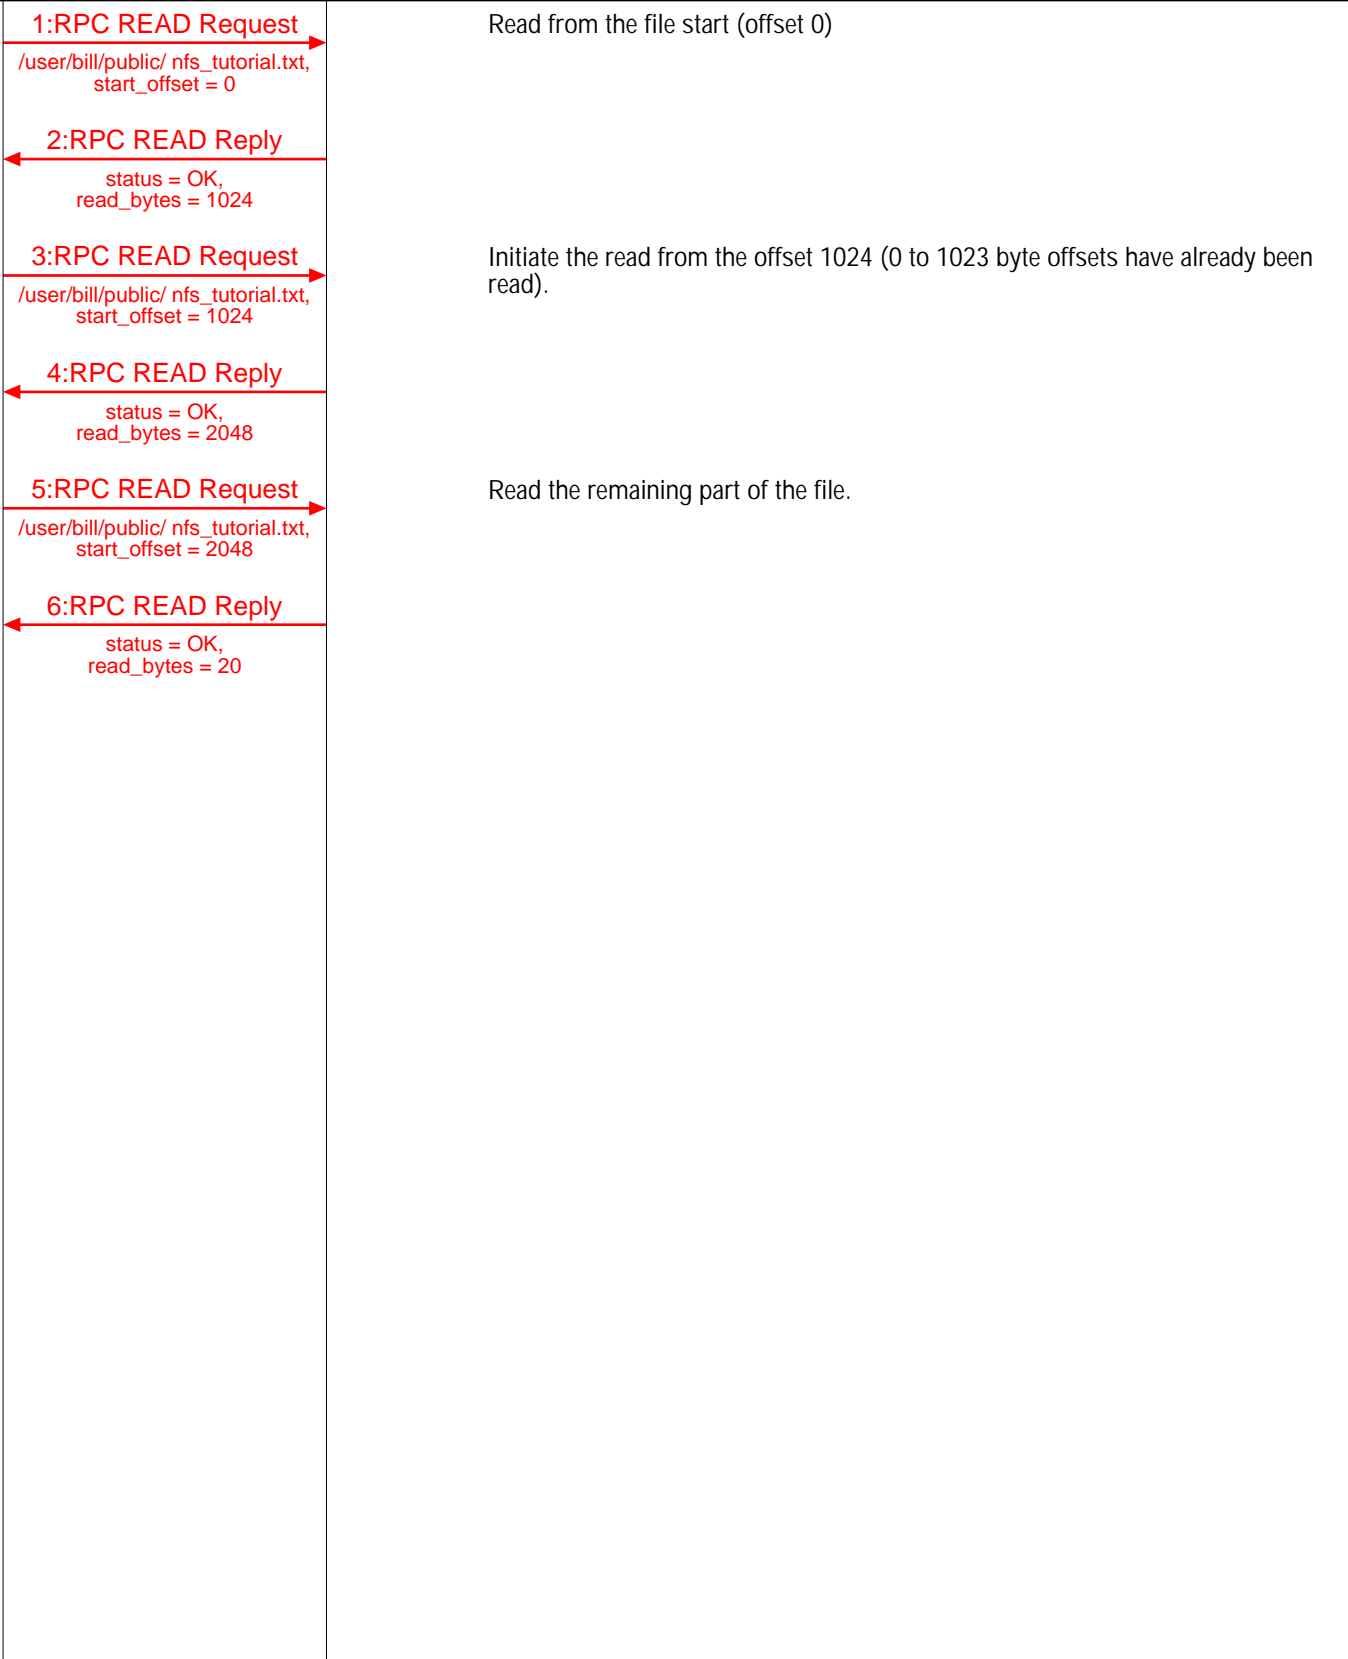 1:RPC READ Request
Read from the file start (offset 0)
/user/bill/public/ nfs_tutorial.txt,
start_offset = 0
2:RPC READ Reply
status = OK,
read_bytes = 1024
3:RPC READ Request
Initiate the read from the offset 1024 (0 to 1023 byte offsets have already been
read).
/user/bill/public/ nfs_tutorial.txt,
start_offset = 1024
4:RPC READ Reply
status = OK,
read_bytes = 2048
5:RPC READ Request
Read the remaining part of the file.
/user/bill/public/ nfs_tutorial.txt,
start_offset = 2048
6:RPC READ Reply
status = OK,
read_bytes = 20